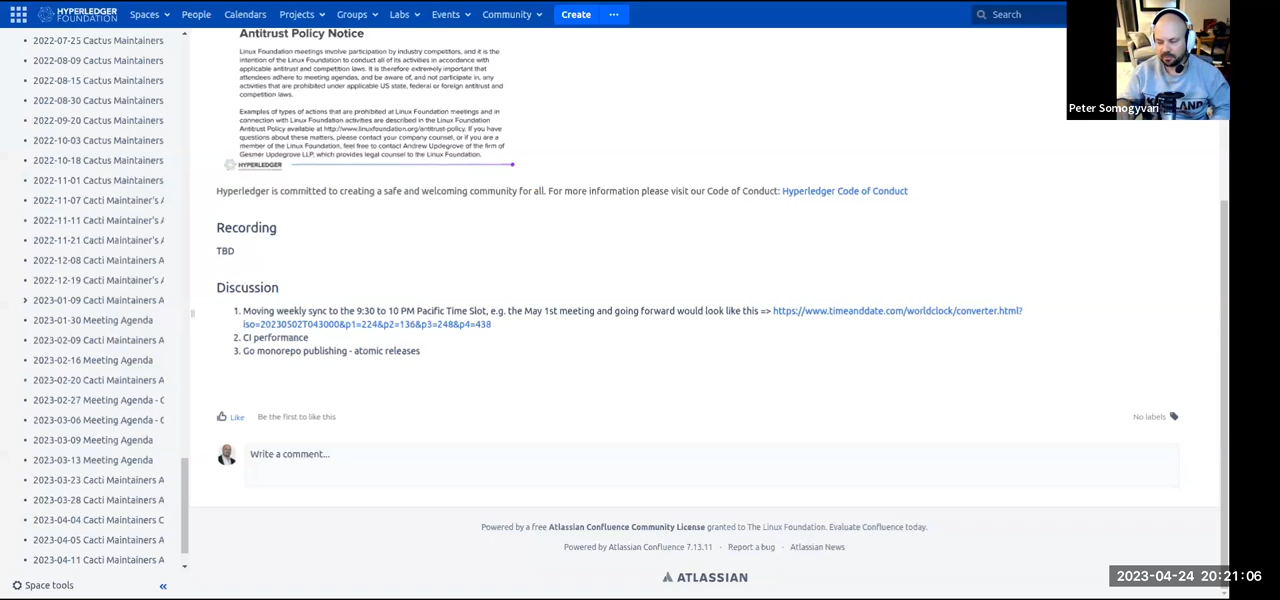 HYPERLEDGER
FOUNDATION
Spaces
People
Calendars
Projects
Groups
Labs
Events
Community
Create
Search
2022-07-25 Cactus Maintainers
2022-08-09 Cactus Maintainers
2022-08-15 Cactus Maintainers
2022-08-30 Cactus Maintainers
2022-09-20 Cactus Maintainers
2022-10-03 Cactus Maintainers
2022-10-18 Cactus Maintainers
2022-11-01 Cactus Maintainers
2022-11-07 Cacti Maintainer's A
2022-11-11 Cacti Maintainer's A
2022-11-21 Cacti Maintainer's A
2022-12-08 Cacti Maintainers A
2022-12-19 Cacti Maintainer's A
2023-01-09 Cacti Maintainers A
2023-01-30 Meeting Agenda
2023-02-09 Cacti Maintainers A
2023-02-16 Meeting Agenda
2023-02-20 Cacti Maintainers A
2023-02-27 Meeting Agenda - C
2023-03-06 Meeting Agenda - C
2023-03-09 Meeting Agenda
2023-03-13 Meeting Agenda
2023-03-23 Cacti Maintainers A
2023-03-28 Cacti Maintainers A
2023-04-04 Cacti Maintainers C
2023-04-05 Cacti Maintainers A
2023-04-11 Cacti Maintainers A
Space tools
Antitrust Policy Notice
Linux Foundation meetings involve participation by industry competitors, and it is the
intention of the Linux Foundation to conduct all of its activities in accordance with
applicable antitrust and competition laws. It is therefore extremely important that
attendees adhere to meeting agendas, and be aware of, and not participate in, any
activities that are prohibited under applicable US state, federal or foreign antitrust and
competition laws.
Examples of types of actions that are prohibited at Linux Foundation meetings and in
connection with Linux Foundation activities are described in the Linux Foundation
Antitrust Policy available at http://www.linuxfoundation.org/antitrust-policy. If you have
questions about these matters, please contact your company counsel, or if you are a
member of the Linux Foundation, feel free to contact Andrew Updegrove of the firm of
Gesmer Updegrove LLP, which provides legal counsel to the Linux Foundation.
HYPERLEDGER
Hyperledger is committed to creating a safe and welcoming community for all. For more information please visit our Code of Conduct: Hyperledger Code of Conduct
Recording
TBD
Discussion
1. Moving weekly sync to the 9:30 to 10 PM Pacific Time Slot, e.g. the May 1st meeting and going forward would look like this => https://www.timeanddate.com/worldclock/converter.html?
iso=20230502T043000&p1=224&p2=136&p3=248&p4=438
2. CI performance
3. Go monorepo publishing - atomic releases
Like
Be the first to like this
No labels
Write a comment...
Powered by a free Atlassian Confluence Community License granted to The Linux Foundation. Evaluate Confluence today.
Powered by Atlassian Confluence 7.13.11 · Report a bug · Atlassian News
ATLASSIAN
Peter Somogyvari
LAND
2023-04-24 20:21:06